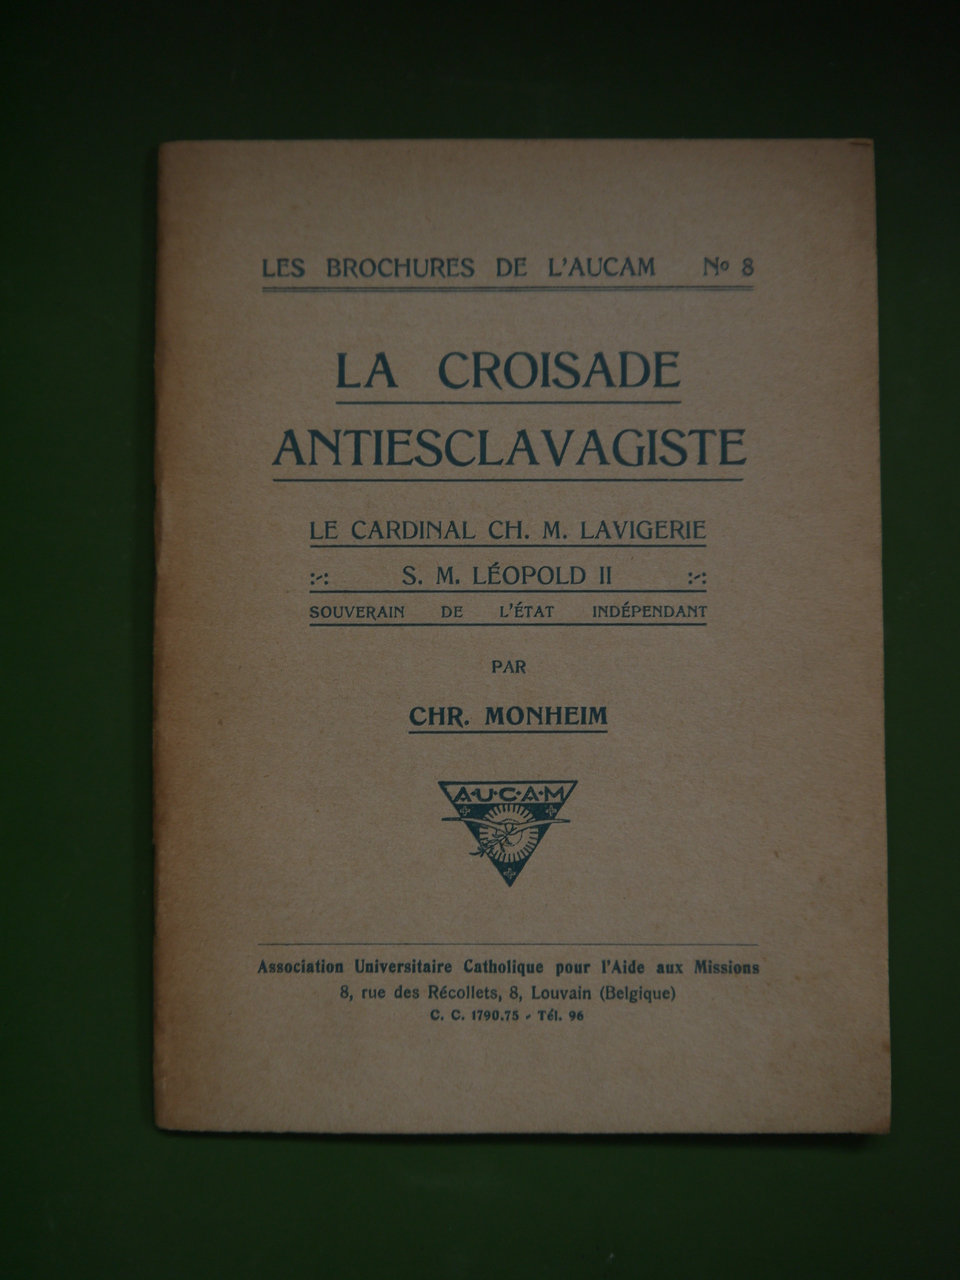 LES BROCHURES DE L'AUCAM Nº 8
LA CROISADE
ANTIESCLAVAGISTE
LE CARDINAL CH. M. LAVIGERIE
:-: S. M. LÉOPOLD II :-:
SOUVERAIN DE L'ÉTAT INDÉPENDANT
PAR
CHR. MONHEIM
A·U·C·A·M
Association Universitaire Catholique pour l'Aide aux Missions
8, rue des Récollets, 8, Louvain (Belgique)
C. C. 1790.75 - Tél. 96